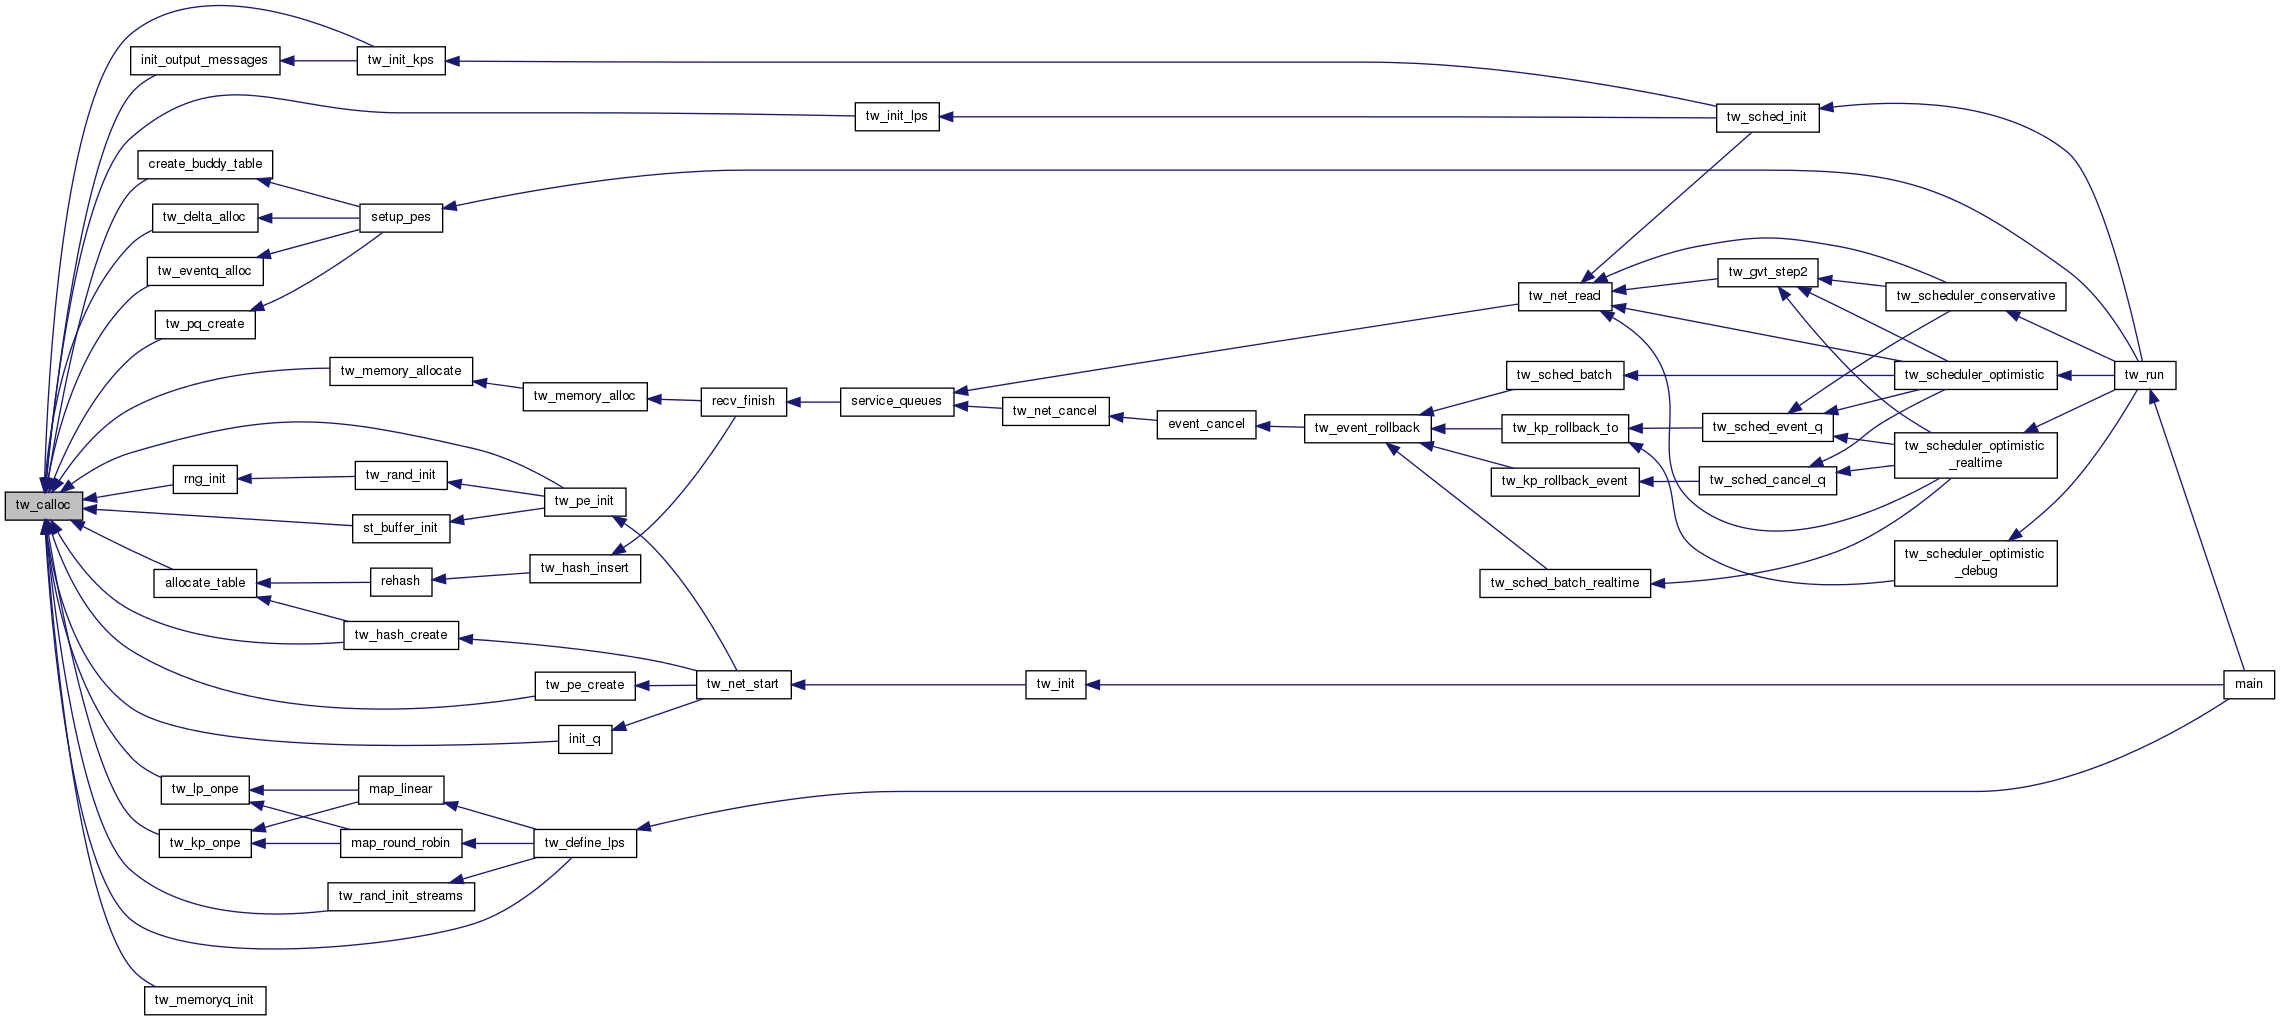 tw_calloc
init_output_messages
tw_init_kps
tw_init_lps
tw_sched_init
create_buddy_table
tw_delta_alloc
setup_pes
tw_eventq_alloc
tw_pq_create
tw_memory_allocate
tw_memory_alloc
recv_finish
service_queues
tw_net_cancel
event_cancel
tw_event_rollback
tw_net_read
tw_gvt_step2
tw_scheduler_conservative
tw_sched_batch
tw_scheduler_optimistic
tw_run
tw_kp_rollback_to
tw_sched_event_q
tw_scheduler_optimistic
_realtime
tw_kp_rollback_event
tw_sched_cancel_q
tw_scheduler_optimistic
_debug
tw_sched_batch_realtime
rng_init
tw_rand_init
tw_pe_init
st_buffer_init
tw_hash_insert
allocate_table
rehash
tw_hash_create
tw_pe_create
tw_net_start
tw_init
main
init_q
tw_lp_onpe
map_linear
tw_kp_onpe
map_round_robin
tw_define_lps
tw_rand_init_streams
tw_memoryq_init